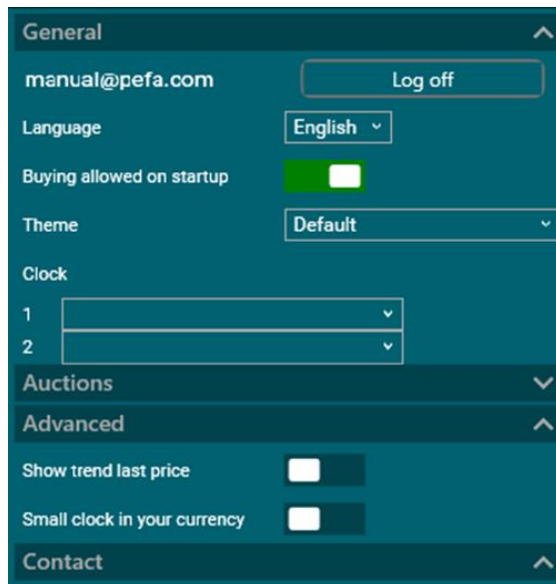 General
manual@pefa.com Log off
Language English
Buying allowed on startup
Theme Default
Clock
1
2
Auctions
Advanced
Show trend last price
Small clock in your currency
Contact